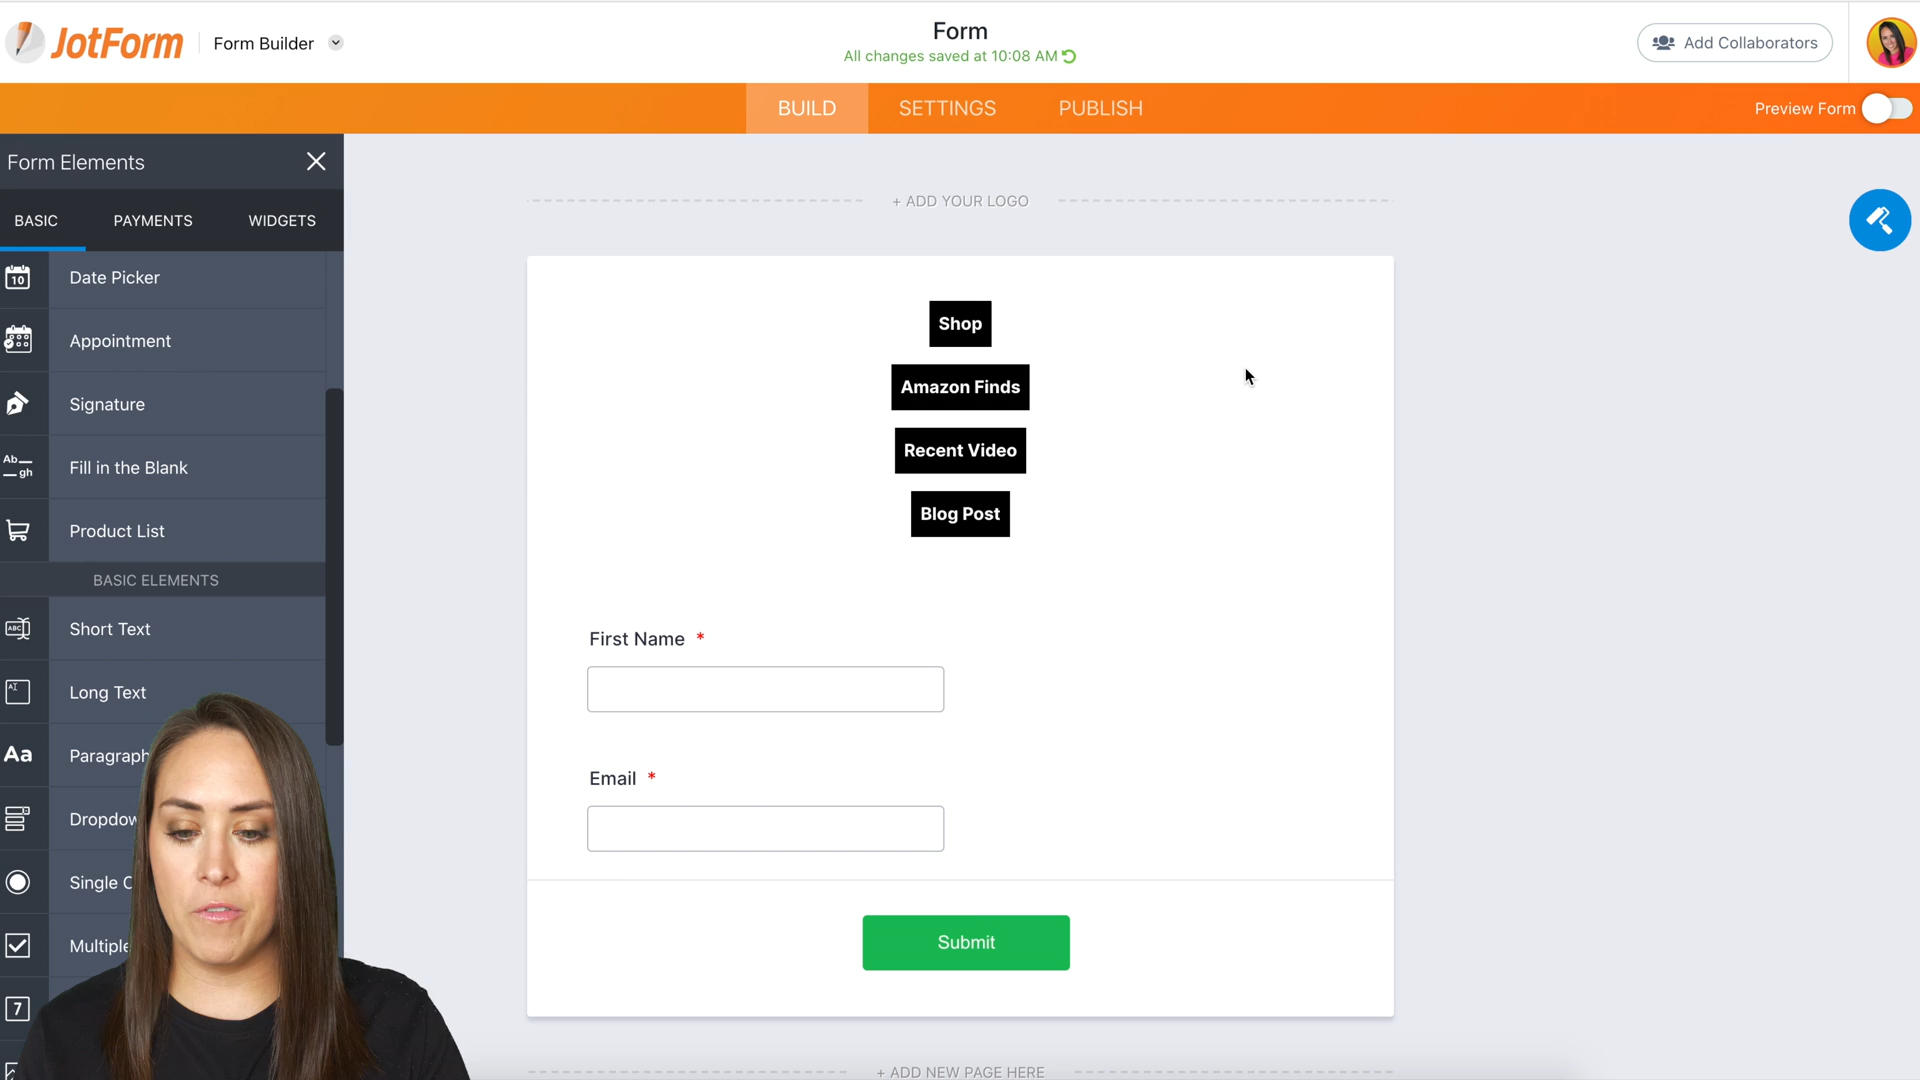 JotForm
Form Builder
Form
All changes saved at 10:08 AM
Add Collaborators
BUILD
SETTINGS
PUBLISH
Preview Form
Form Elements
BASIC
PAYMENTS
WIDGETS
10
Date Picker
Appointment
Signature
Ab
gh
Fill in the Blank
Product List
BASIC ELEMENTS
ABC
Short Text
Long Text
Aa
Paragraph
Dropdow
Single C
Multiple
7
+ ADD YOUR LOGO
Shop
Amazon Finds
Recent Video
Blog Post
First Name *
Email *
Submit
+ ADD NEW PAGE HERE